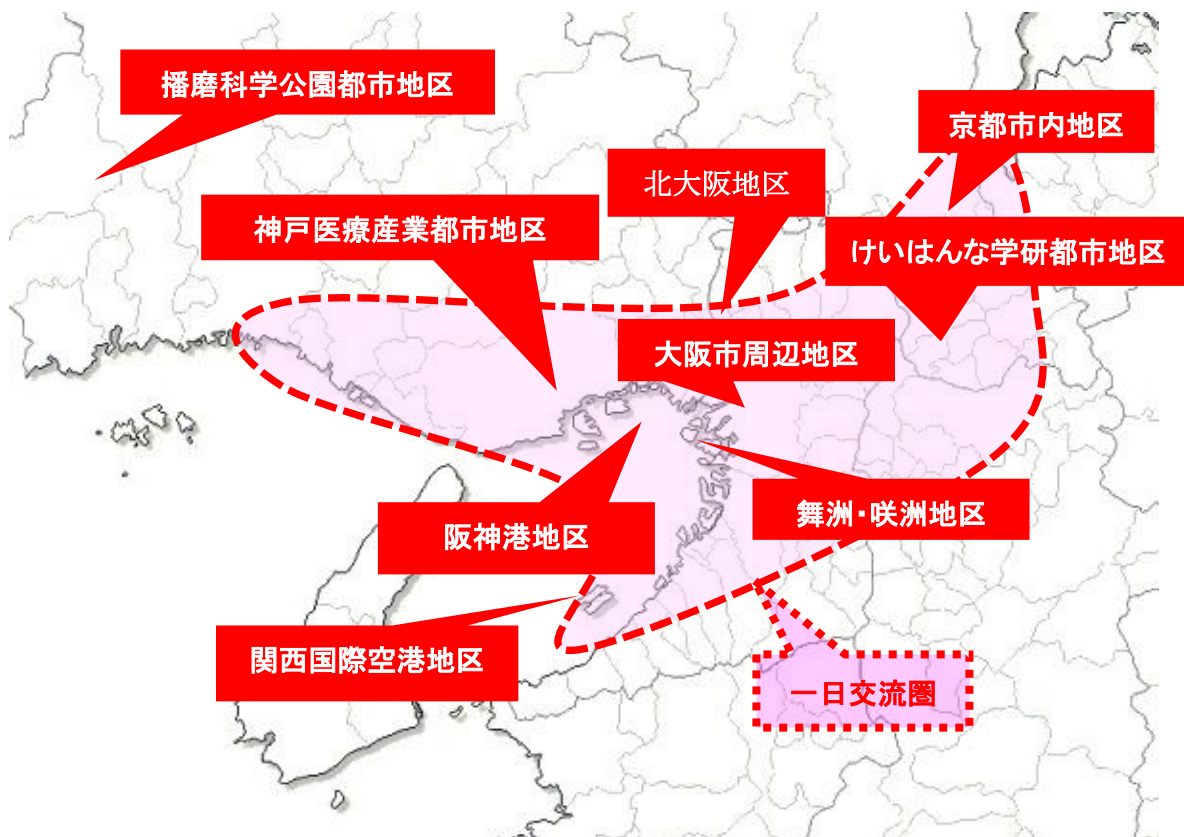 播磨科学公園都市地区
京都市内地区
北大阪地区
神戸医療産業都市地区
けいはんな学研都市地区
大阪市周辺地区
舞洲・咲洲地区
阪神港地区
関西国際空港地区
一日交流圏